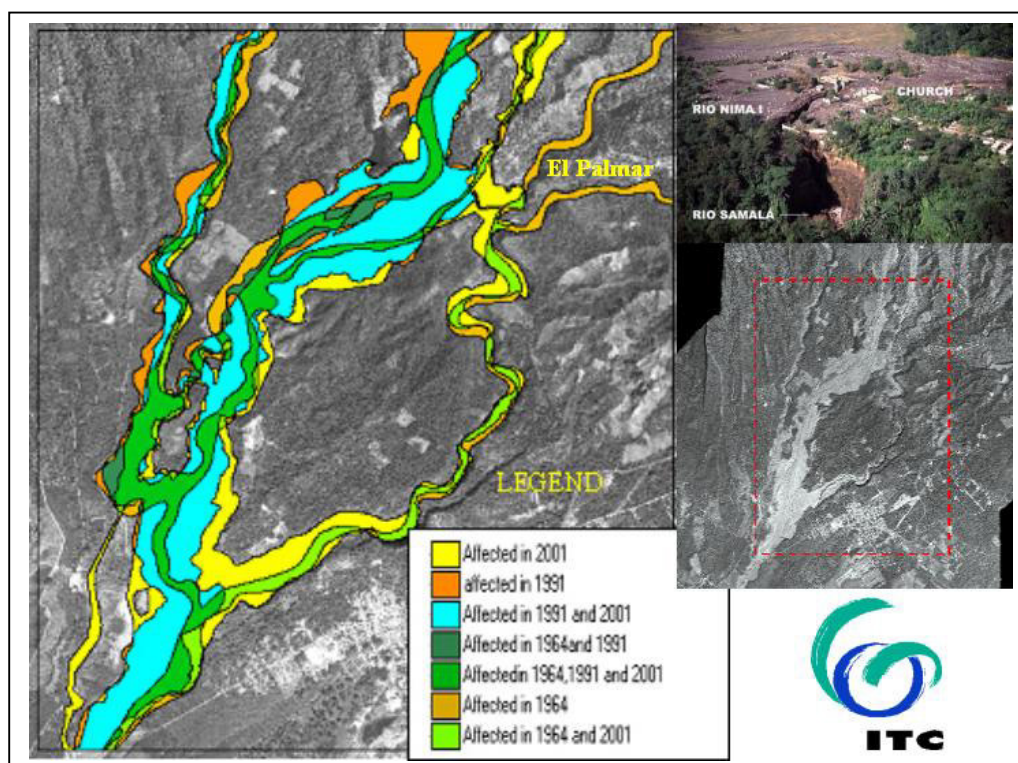 El Palmar
LEGEND
Affected in 2001
affected in 1991
Affected in 1991 and 2001
Affected in 1964and 1991
Affectedin 1964,1991 and 2001
Affected in 1964
Affected in 1964 and 2001
RIO NIMA I
CHURCH
RIO SAMALÁ
ITC